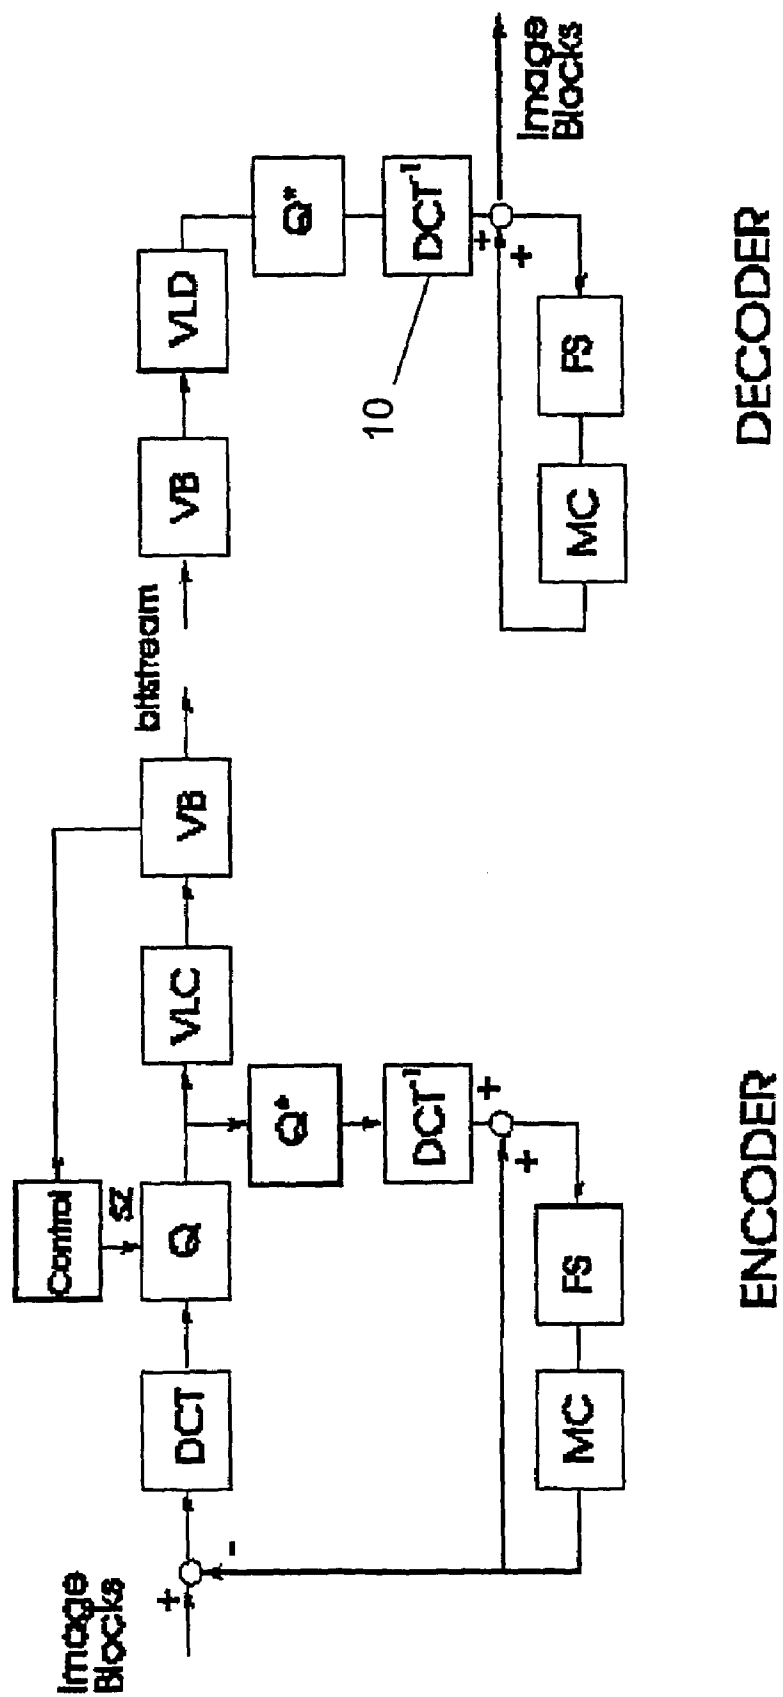 Image
Blocks
+
-
DCT
Control
SZ
Q
VLC
VB
bitstream
Q*
DCT⁻¹
+
+
FS
MC
ENCODER
VB
VLD
Q*
DCT⁻¹
10
+
+
Image
Blocks
FS
MC
DECODER